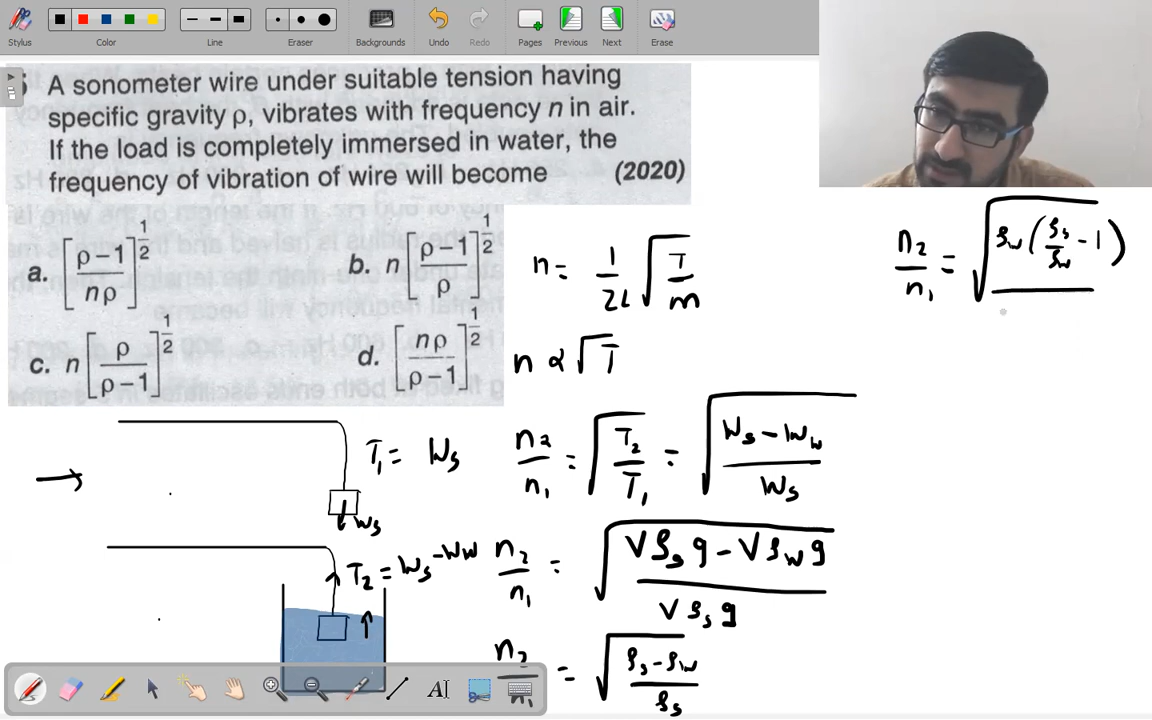 Stylus
Color
Line
Eraser
Backgrounds
Undo
Redo
Pages
Previous
Next
Erase
A sonometer wire under suitable tension having
specific gravity ρ, vibrates with frequency n in air.
If the load is completely immersed in water, the
frequency of vibration of wire will become (2020)
a. [ρ−1/nρ]^1/2
b. n[ρ−1/ρ]^1/2
c. n[ρ/ρ−1]^1/2
d. [nρ/ρ−1]^1/2
n = 1/2L √T/m
n ∝ √T
T₁ = Ws
Ws
n₂/n₁ = √T₂/T₁ = √Ws − Ww/Ws
T₂ = Ws − Ww
n₂/n₁ = √Vρs g − Vρw g/Vρs g
n₂/n₁ = √ρs − ρw/ρs
n₂/n₁ = √ρw(ρs/ρw − 1)